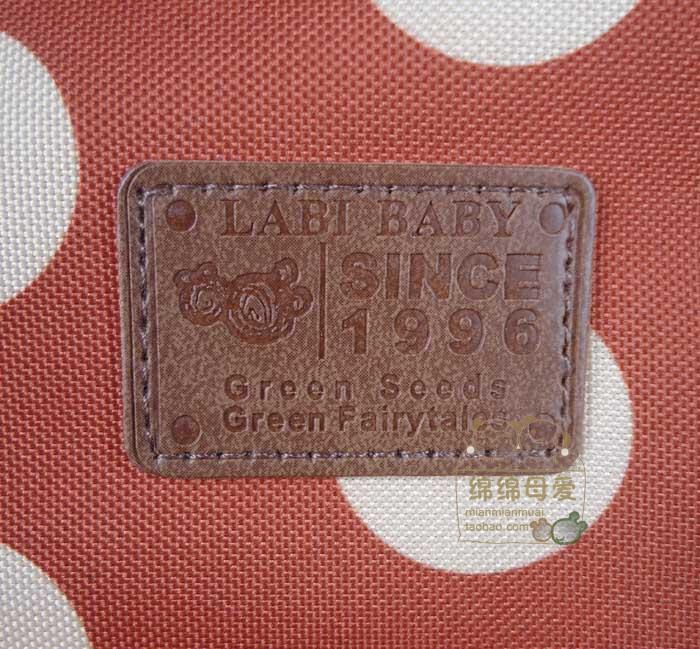 LABI BABY
SINCE
1996
Green Seeds
Green Fairytales
绵绵母爱
mianmianmuai
taobao.com